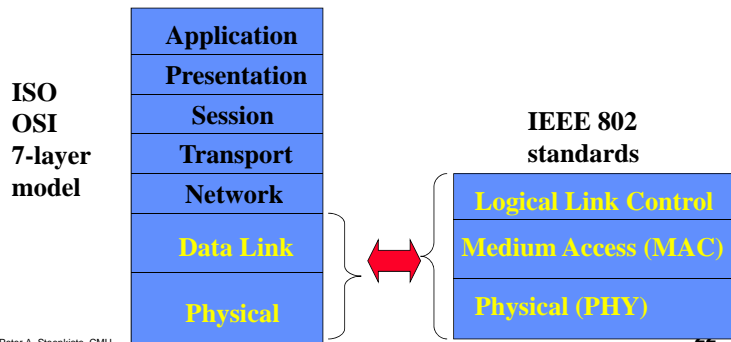 ISO
OSI
7-layer
model
Application
Presentation
Session
Transport
Network
Data Link
Physical
IEEE 802
standards
Logical Link Control
Medium Access (MAC)
Physical (PHY)
22